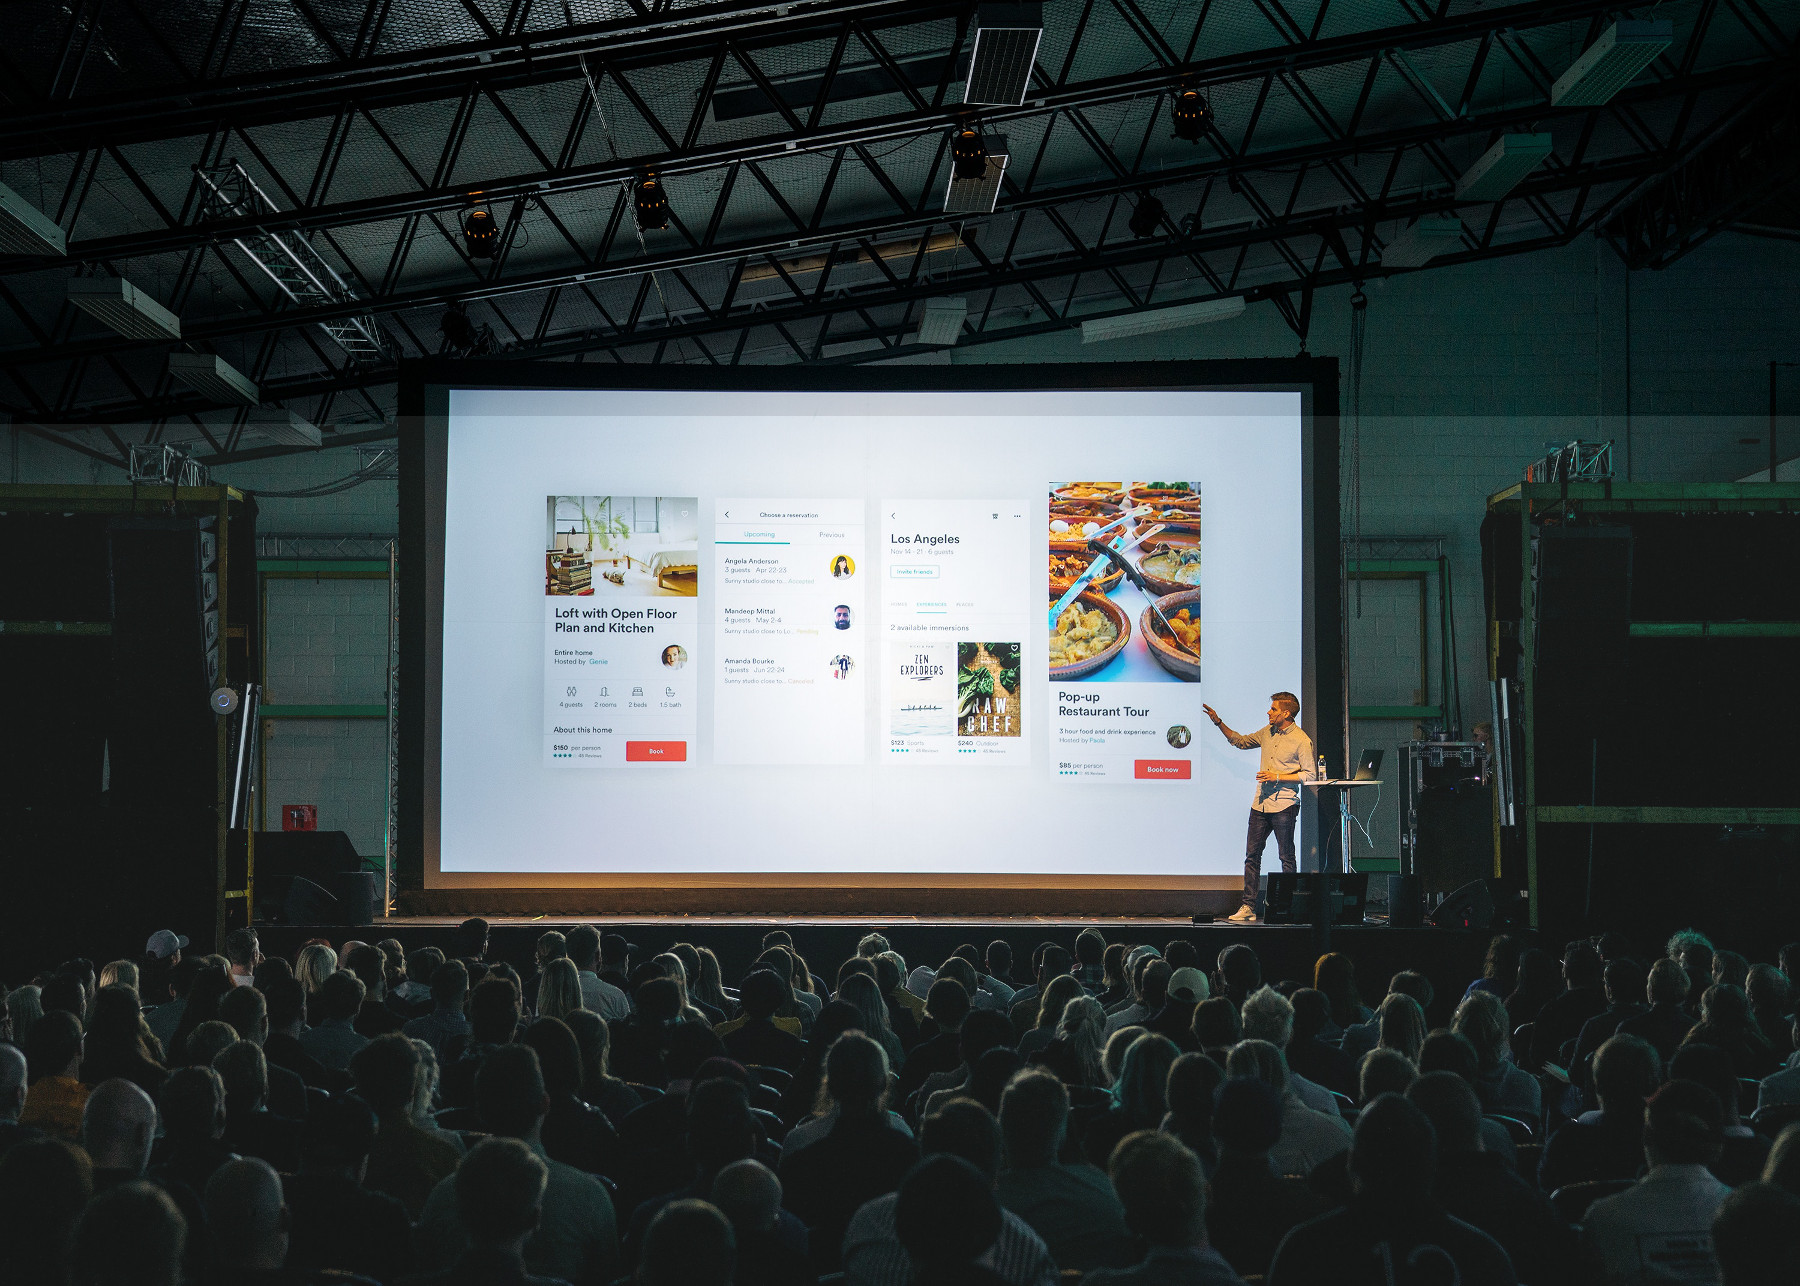 Loft with Open Floor
Plan and Kitchen
Entire home
Hosted by Genie
4 guests 2 rooms 2 beds 1.5 bath
About this home
$150 per person
Book
Choose a reservation
Upcoming Previous
Angela Anderson
3 guests Apr 22-23
Sunny studio close to... Accepted
Mandeep Mittal
4 guests May 2-4
Sunny studio close to Lo... Pending
Amanda Bourke
1 guests Jun 22-24
Sunny studio close to... Canceled
Los Angeles
Nov 14 - 21 · 6 guests
Invite friends
EXPERIENCES PLACES
2 available immersions
ZEN
EXPLORERS
$123 Sports
45 Reviews
RAW
CHEF
$240 Outdoor
45 Reviews
Pop-up
Restaurant Tour
3 hour food and drink experience
Hosted by Paula
$85 per person
Book now